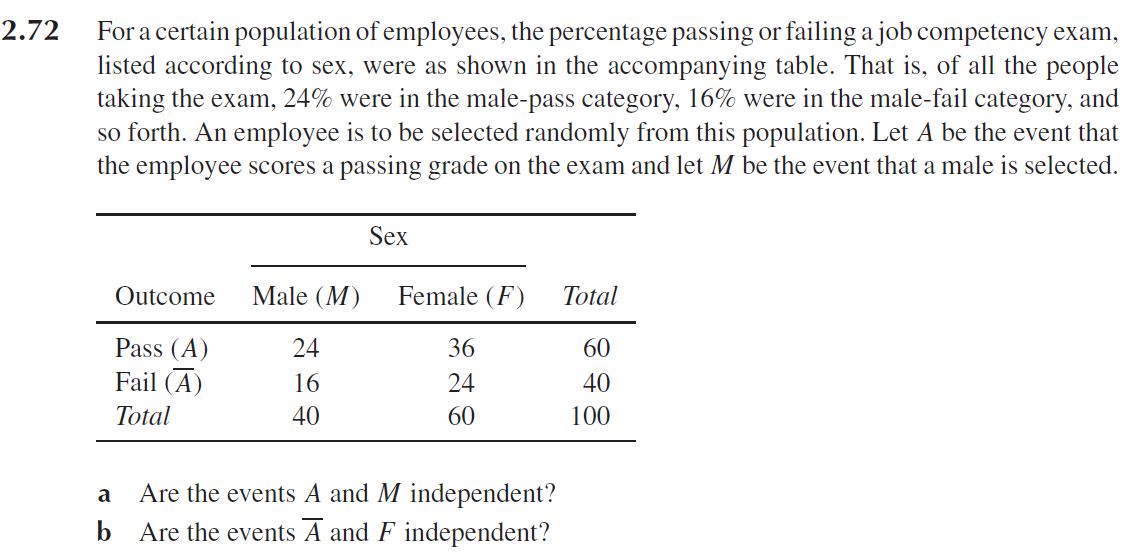 2.72 For a certain population of employees, the percentage passing or failing a job competency exam,
listed according to sex, were as shown in the accompanying table. That is, of all the people
taking the exam, 24% were in the male-pass category, 16% were in the male-fail category, and
so forth. An employee is to be selected randomly from this population. Let A be the event that
the employee scores a passing grade on the exam and let M be the event that a male is selected.
Sex
Outcome Male (M) Female (F) Total
Pass (A) 24 36 60
Fail (A̅) 16 24 40
Total 40 60 100
a Are the events A and M independent?
b Are the events A̅ and F independent?